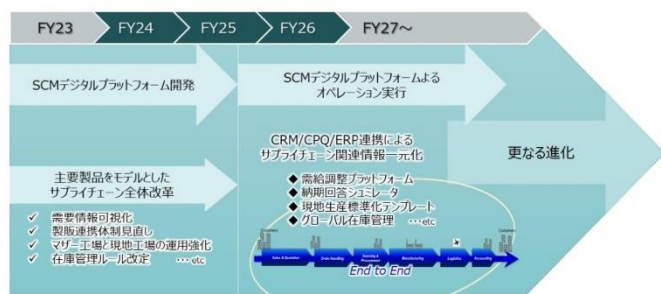 FY23
FY24
FY25
FY26
FY27～
SCMデジタルプラットフォーム開発
SCMデジタルプラットフォームよる
オペレーション実行
更なる進化
主要製品をモデルとした
サプライチェーン全体改革
✓ 需要情報可視化
✓ 製販連携体制見直し
✓ マザー工場と現地工場の運用強化
✓ 在庫管理ルール改定 …etc
CRM/CPQ/ERP連携による
サプライチェーン関連情報一元化
◆ 需給調整プラットフォーム
◆ 納期回答シュミレータ
◆ 現地生産標準化テンプレート
◆ グローバル在庫管理 …etc
Customers
Sales & Quotation
Order Handling
Sourcing & Procurement
Manufacturing
Logistics
Accounting
End to End